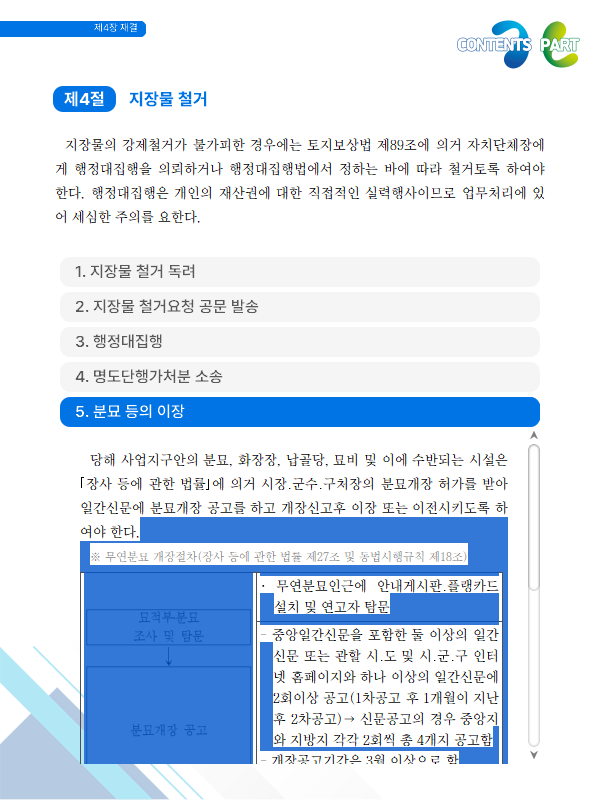 제4장 재결
CONTENTS PART
제4절 지장물 철거
지장물의 강제철거가 불가피한 경우에는 토지보상법 제89조에 의거 자치단체장에
게 행정대집행을 의뢰하거나 행정대집행법에서 정하는 바에 따라 철거토록 하여야
한다. 행정대집행은 개인의 재산권에 대한 직접적인 실력행사이므로 업무처리에 있
어 세심한 주의를 요한다.
1. 지장물 철거 독려
2. 지장물 철거요청 공문 발송
3. 행정대집행
4. 명도단행가처분 소송
5. 분묘 등의 이장
당해 사업지구안의 분묘, 화장장, 납골당, 묘비 및 이에 수반되는 시설은
「장사 등에 관한 법률」에 의거 시장.군수.구처장의 분묘개장 허가를 받아
일간신문에 분묘개장 공고를 하고 개장신고후 이장 또는 이전시키도록 하
여야 한다.
※ 무연분묘 개장절차(장사 등에 관한 법률 제27조 및 동법시행규칙 제18조)
묘적부·분묘
조사 및 탐문
분묘개장 공고
· 무연분묘인근에 안내게시판.플랭카드
설치 및 연고자 탐문
- 중앙일간신문을 포함한 둘 이상의 일간
신문 또는 관할 시.도 및 시.군.구 인터
넷 홈페이지와 하나 이상의 일간신문에
2회이상 공고(1차공고 후 1개월이 지난
후 2차공고)→ 신문공고의 경우 중앙지
와 지방지 각각 2회씩 총 4개지 공고함
- 개장공고기간은 3월 이상으로 함